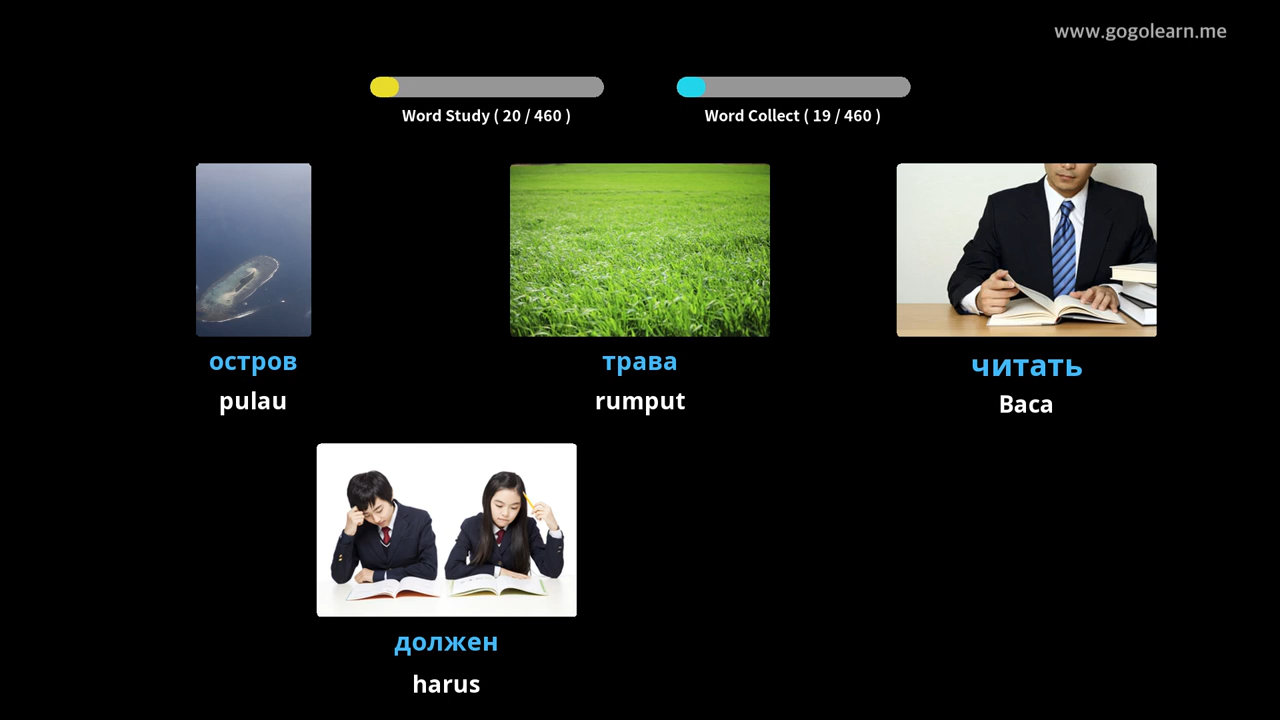 www.gogolearn.me
Word Study ( 20 / 460 )
Word Collect ( 19 / 460 )
остров
pulau
трава
rumput
читать
Baca
должен
harus